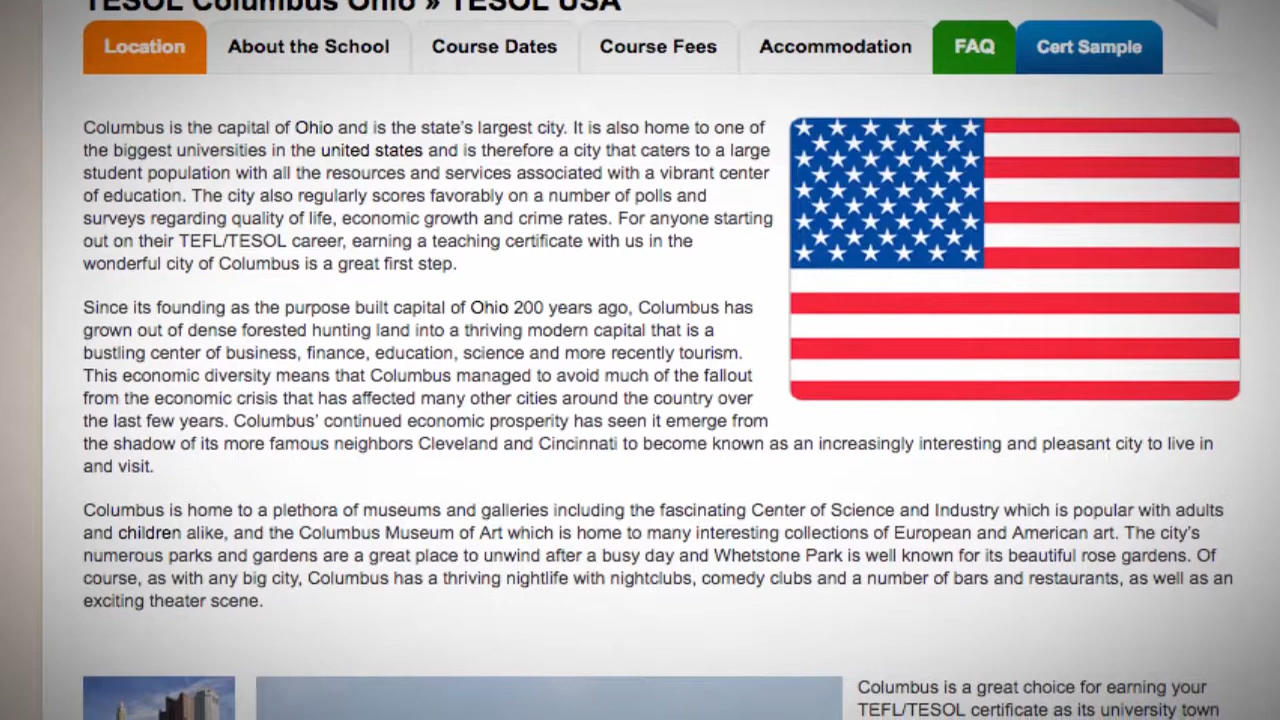 TESOL Columbus Ohio » TESOL USA
Location About the School Course Dates Course Fees Accommodation FAQ Cert Sample
Columbus is the capital of Ohio and is the state's largest city. It is also home to one of
the biggest universities in the united states and is therefore a city that caters to a large
student population with all the resources and services associated with a vibrant center
of education. The city also regularly scores favorably on a number of polls and
surveys regarding quality of life, economic growth and crime rates. For anyone starting
out on their TEFL/TESOL career, earning a teaching certificate with us in the
wonderful city of Columbus is a great first step.
Since its founding as the purpose built capital of Ohio 200 years ago, Columbus has
grown out of dense forested hunting land into a thriving modern capital that is a
bustling center of business, finance, education, science and more recently tourism.
This economic diversity means that Columbus managed to avoid much of the fallout
from the economic crisis that has affected many other cities around the country over
the last few years. Columbus' continued economic prosperity has seen it emerge from
the shadow of its more famous neighbors Cleveland and Cincinnati to become known as an increasingly interesting and pleasant city to live in
and visit.
Columbus is home to a plethora of museums and galleries including the fascinating Center of Science and Industry which is popular with adults
and children alike, and the Columbus Museum of Art which is home to many interesting collections of European and American art. The city's
numerous parks and gardens are a great place to unwind after a busy day and Whetstone Park is well known for its beautiful rose gardens. Of
course, as with any big city, Columbus has a thriving nightlife with nightclubs, comedy clubs and a number of bars and restaurants, as well as an
exciting theater scene.
Columbus is a great choice for earning your
TEFL/TESOL certificate as its university town